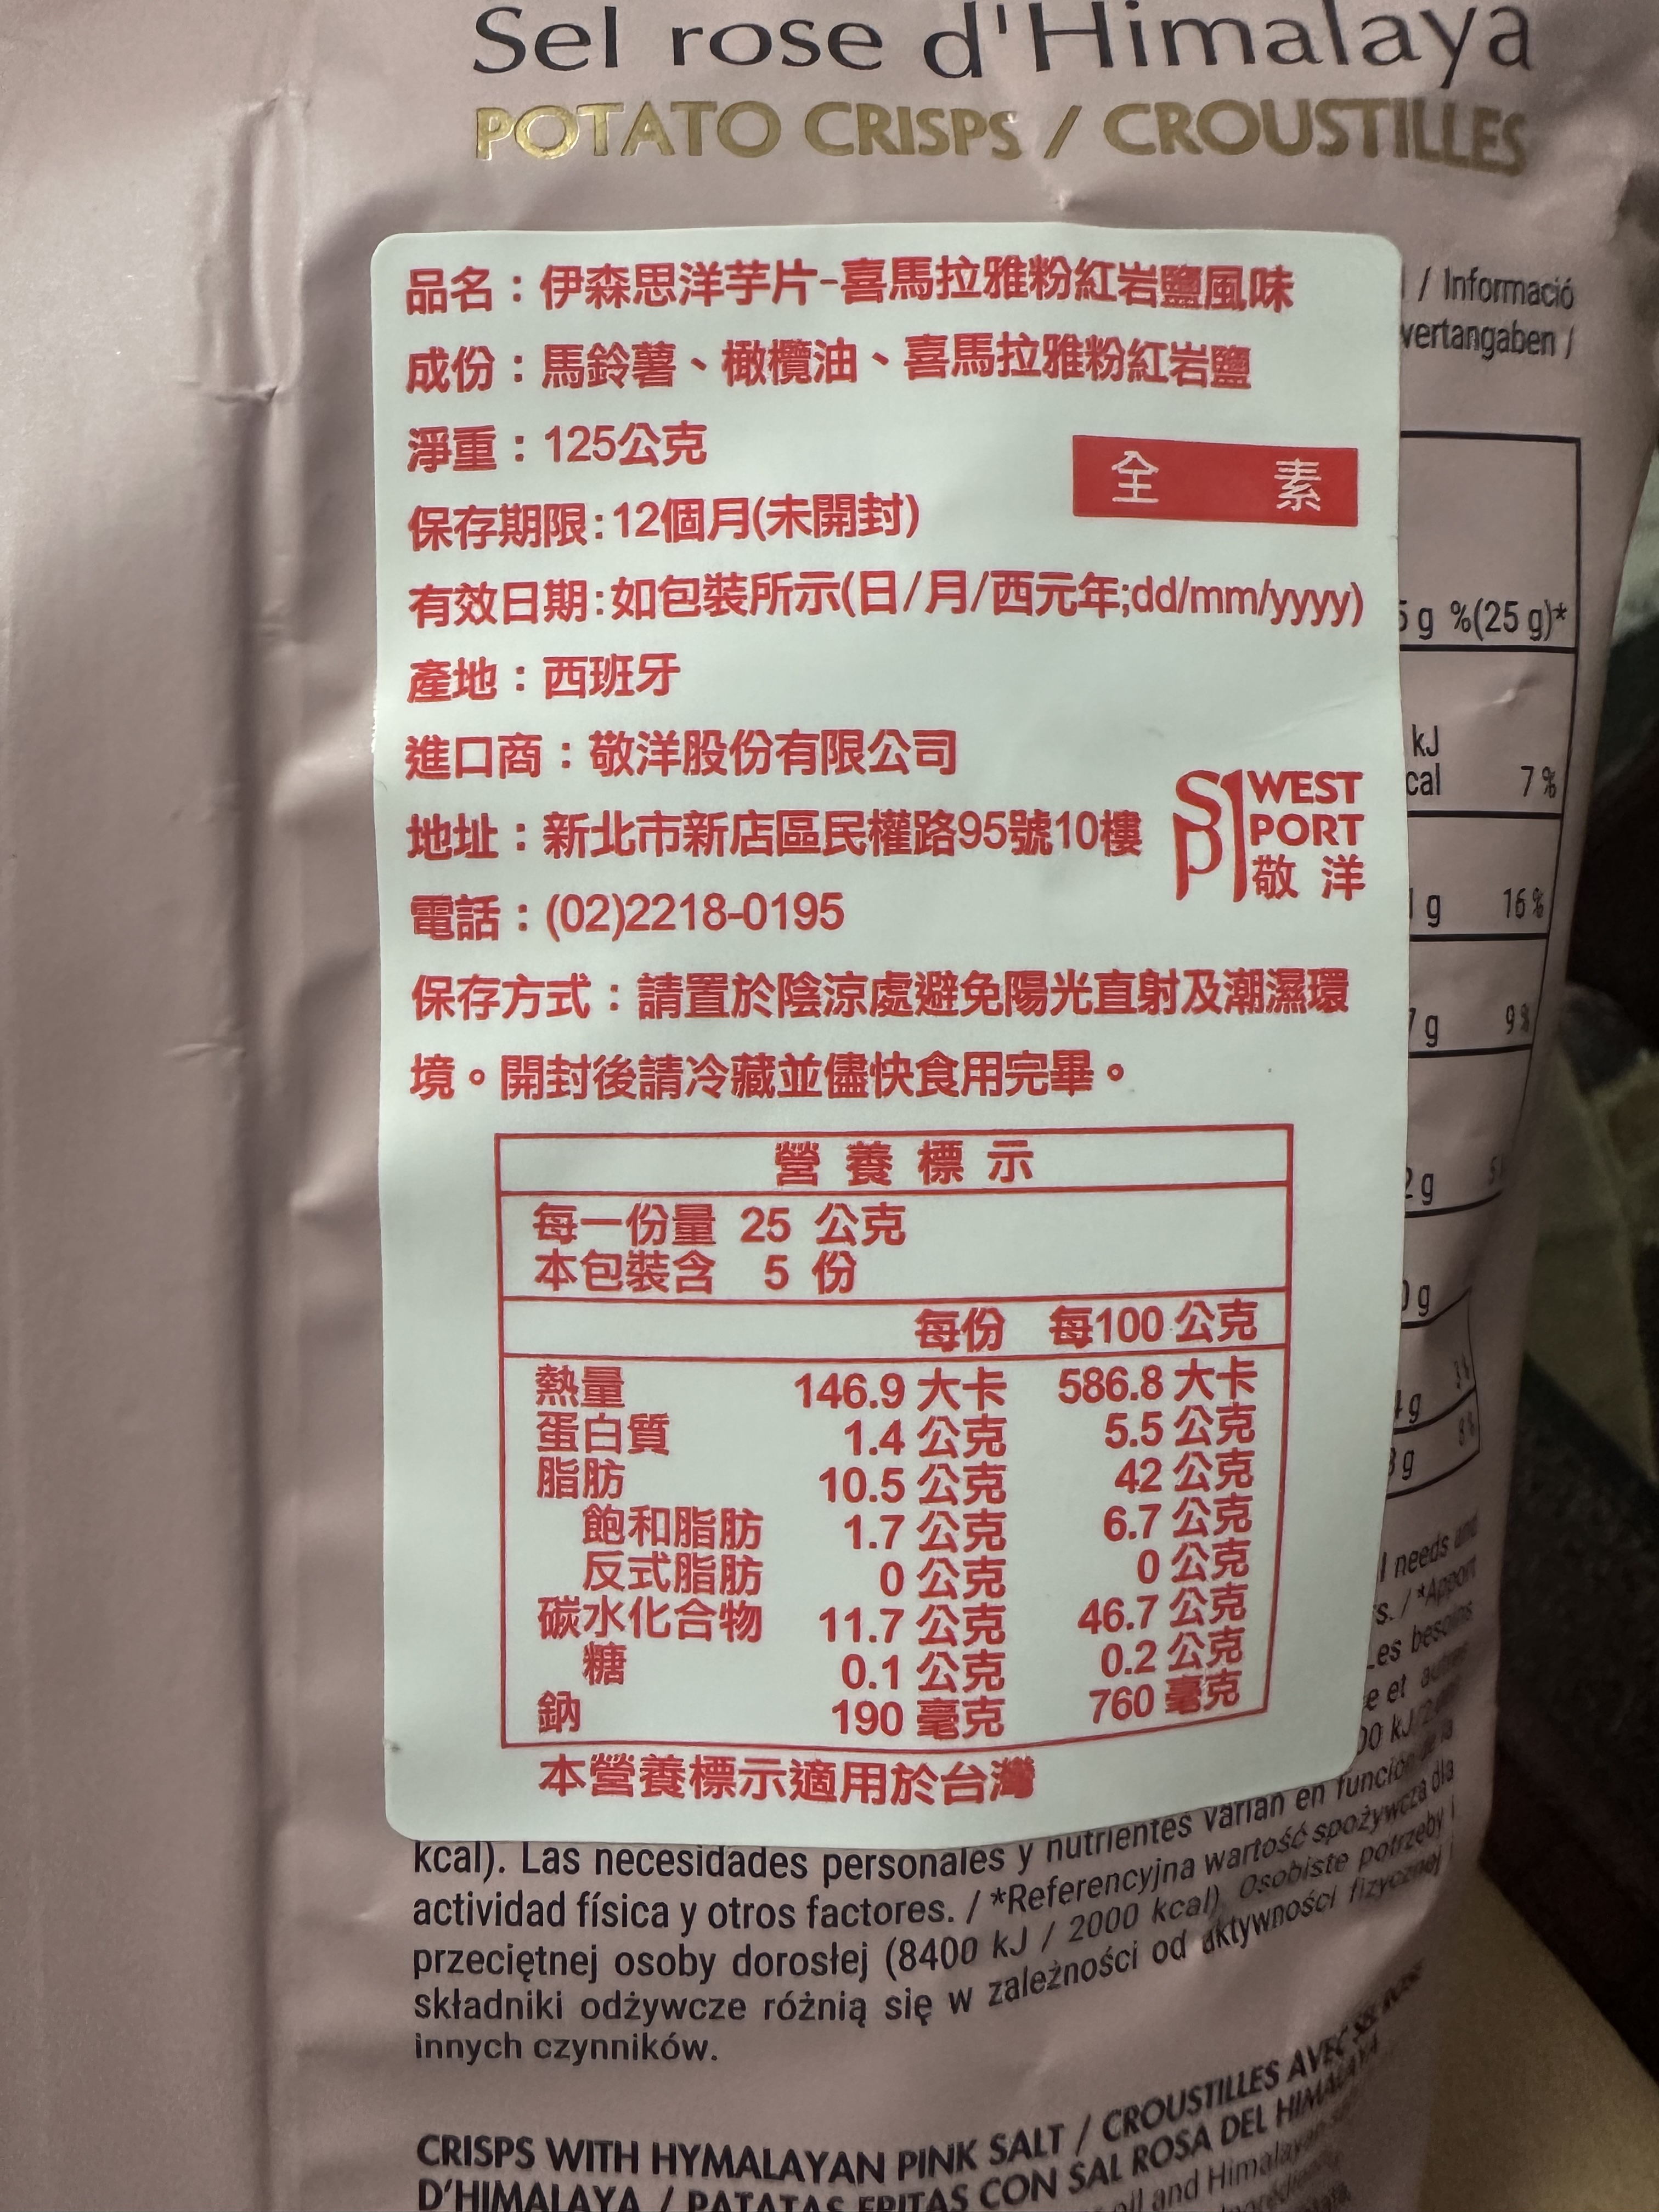 Sel rose d'Himalaya
POTATO CRISPS / CROUSTILLES
品名：伊森思洋芋片-喜馬拉雅粉紅岩鹽風味
成份：馬鈴薯、橄欖油、喜馬拉雅粉紅岩鹽
淨重：125公克
全 素
保存期限:12個月(未開封)
有效日期:如包裝所示(日/月/西元年;dd/mm/yyyy)
產地：西班牙
進口商：敬洋股份有限公司
地址：新北市新店區民權路95號10樓
WEST
PORT
敬 洋
電話：(02)2218-0195
保存方式：請置於陰涼處避免陽光直射及潮濕環
境。開封後請冷藏並儘快食用完畢。
營養標示
每一份量 25 公克
本包裝含 5 份
每份 每100公克
熱量 146.9 大卡 586.8 大卡
蛋白質 1.4 公克 5.5 公克
脂肪 10.5 公克 42 公克
飽和脂肪 1.7 公克 6.7 公克
反式脂肪 0 公克 0 公克
碳水化合物 11.7 公克 46.7 公克
糖 0.1 公克 0.2 公克
鈉 190 毫克 760 毫克
本營養標示適用於台灣
/ Informació
g %(25 g)*
kJ
7%
g 16%
g 9%
g
g
g
g
needs and
/ *Apport
besoins
et autres
kcal). Las necesidades personales y nutrientes varían en función de la
actividad física y otros factores. / *Referencyjna wartość spożywcza dla
przeciętnej osoby dorosłej (8400 kJ / 2000 kcal). Osobiste potrzeby i
składniki odżywcze różnią się w zależności od aktywności fizycznej i
innych czynników.
CRISPS WITH HYMALAYAN PINK SALT / CROUSTILLES AVEC SEL ROSE
D'HIMALAYA / PATATAS FRITAS CON SAL ROSA DEL HIMALAYA
oil and Himalayan